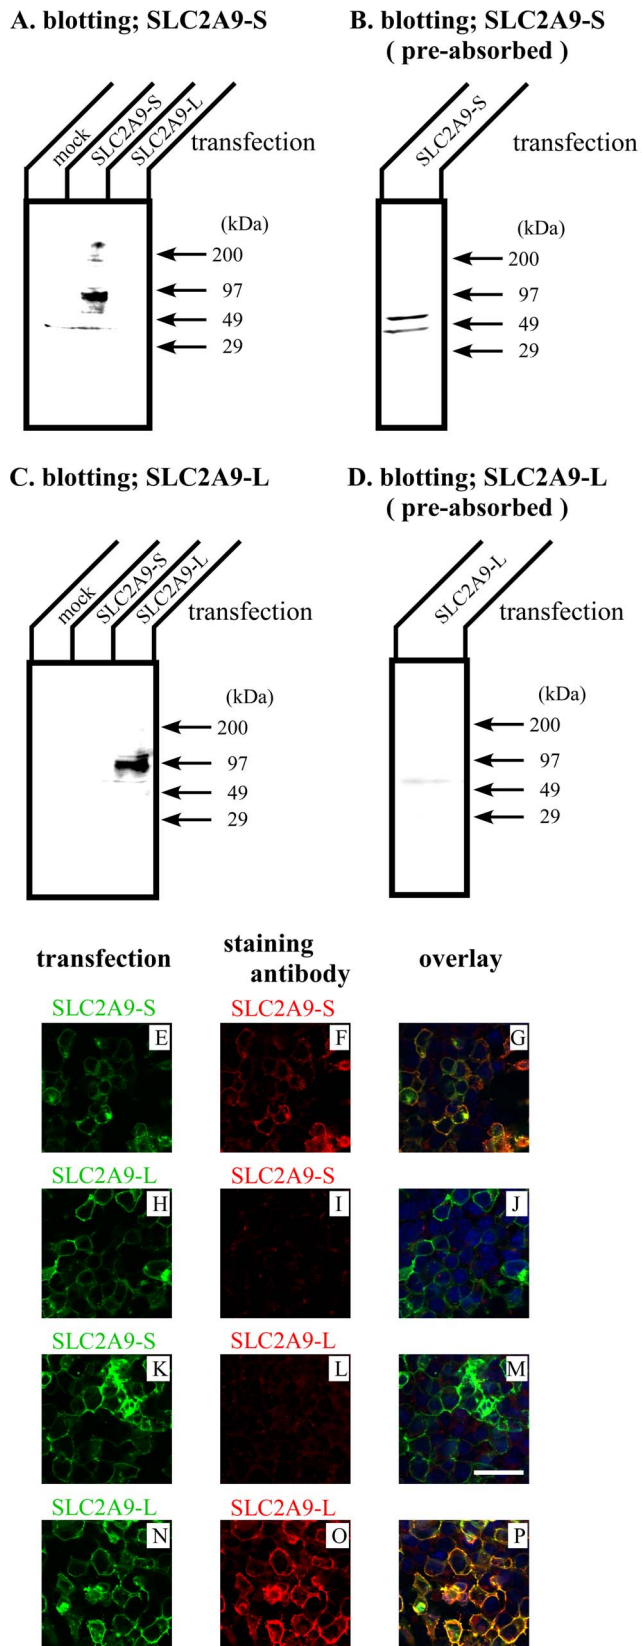 A. blotting; SLC2A9-S
mock
SLC2A9-S
SLC2A9-L
transfection
(kDa)
200
97
49
29
B. blotting; SLC2A9-S
( pre-absorbed )
SLC2A9-S
transfection
(kDa)
200
97
49
29
C. blotting; SLC2A9-L
mock
SLC2A9-S
SLC2A9-L
transfection
(kDa)
200
97
49
29
D. blotting; SLC2A9-L
( pre-absorbed )
SLC2A9-L
transfection
(kDa)
200
97
49
29
transfection
staining
antibody
overlay
SLC2A9-S
SLC2A9-S
E
F
G
SLC2A9-L
SLC2A9-S
H
I
J
SLC2A9-S
SLC2A9-L
K
L
M
SLC2A9-L
SLC2A9-L
N
O
P